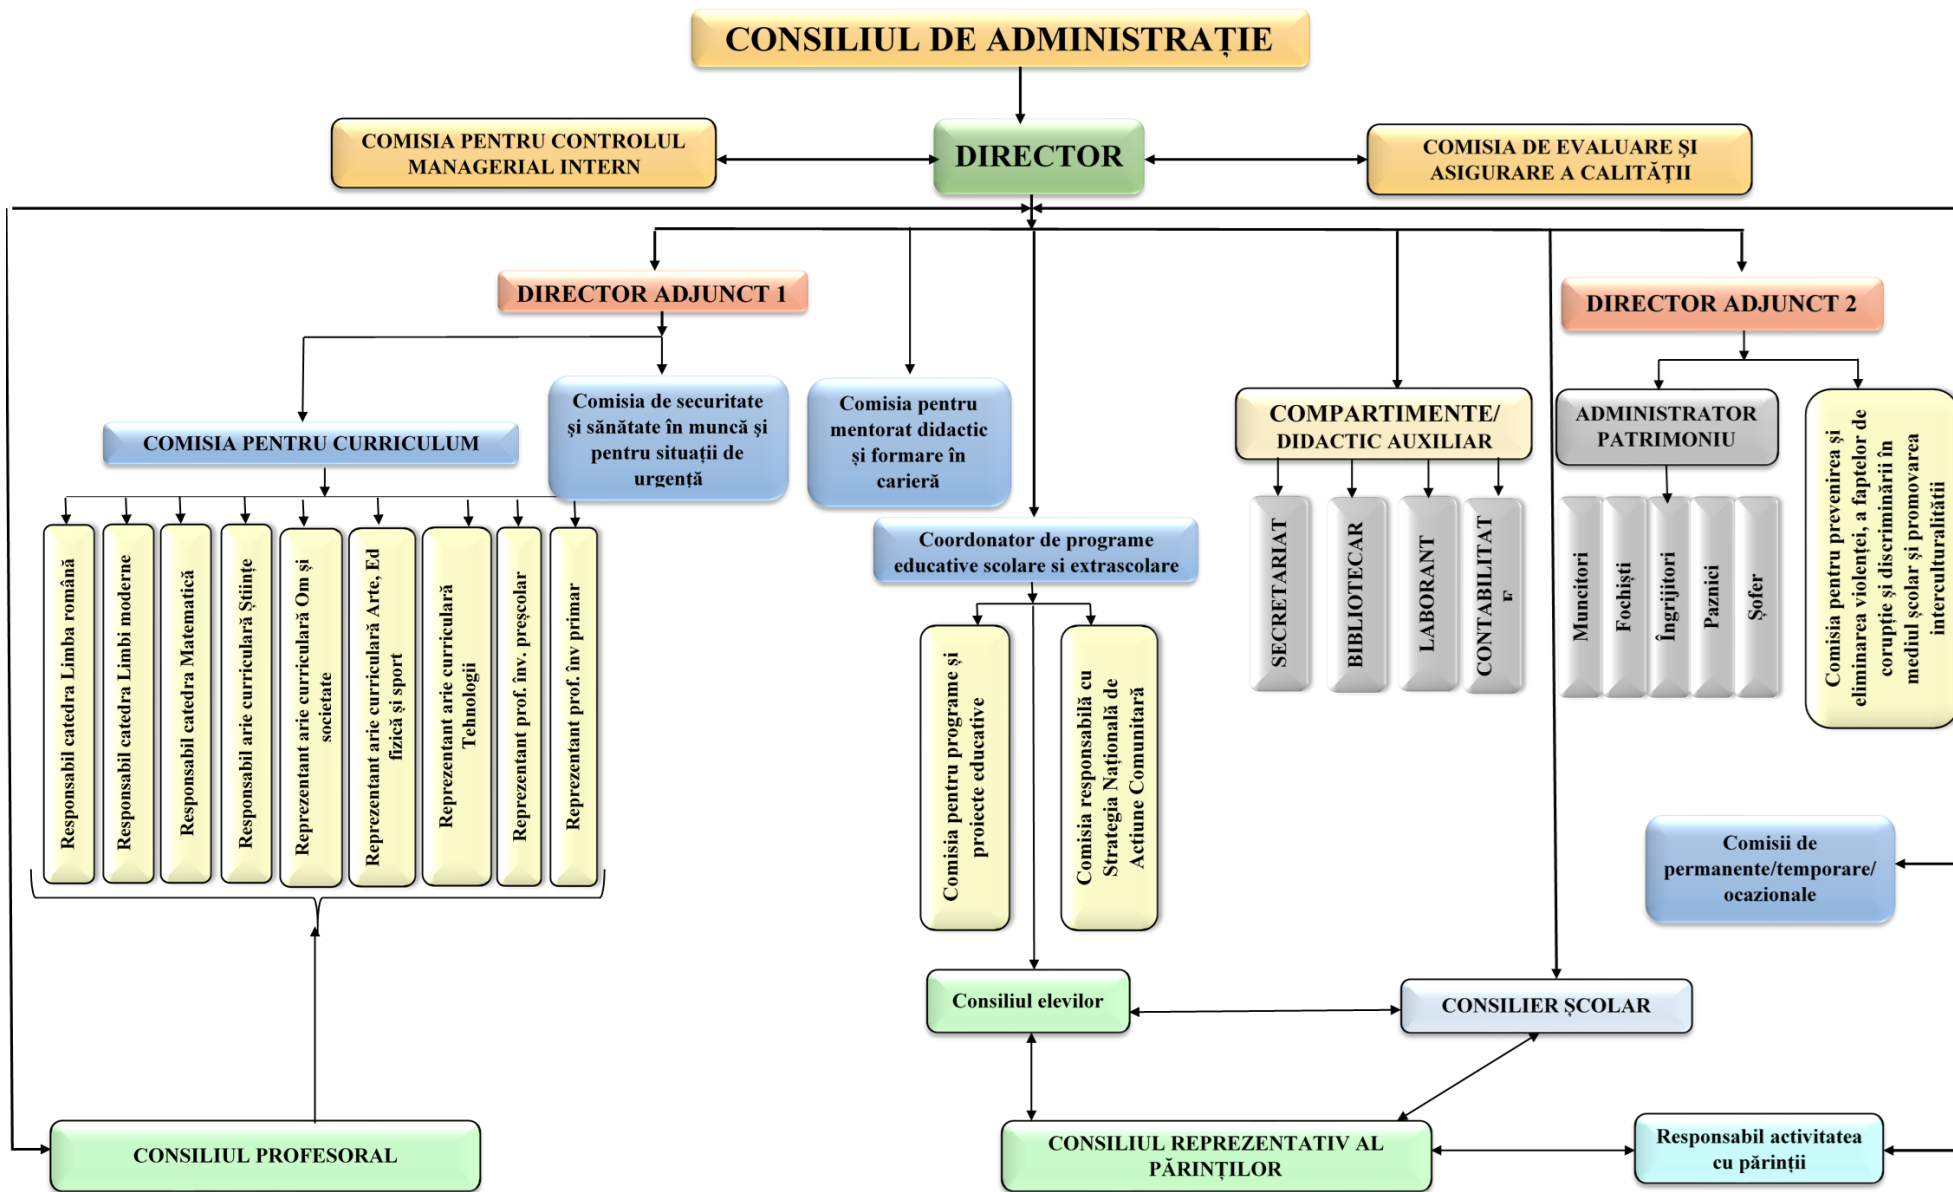 CONSILIUL DE ADMINISTRAȚIE
COMISIA PENTRU CONTROLUL
MANAGERIAL INTERN
DIRECTOR
COMISIA DE EVALUARE ŞI
ASIGURARE A CALITĂŢII
DIRECTOR ADJUNCT 1
DIRECTOR ADJUNCT 2
COMISIA PENTRU CURRICULUM
Comisia de securitate
şi sănătate în muncă şi
pentru situații de
urgență
Comisia pentru
mentorat didactic
și formare în
carieră
COMPARTIMENTE/
DIDACTIC AUXILIAR
ADMINISTRATOR
PATRIMONIU
Comisia pentru prevenirea și
eliminarea violenței, a faptelor de
corupție și discriminării în
mediul școlar și promovarea
interculturalitătii
Responsabil catedra Limba română
Responsabil catedra Limbi moderne
Responsabil catedra Matematică
Responsabil arie curriculară Științe
Reprezentant arie curriculară Om și
societate
Reprezentant arie curriculară Arte, Ed
fizică și sport
Reprezentant arie curriculară
Tehnologii
Reprezentant prof. înv. preșcolar
Reprezentant prof. înv primar
Coordonator de programe
educative scolare si extrascolare
SECRETARIAT
BIBLIOTECAR
LABORANT
CONTABILITAT
E
Muncitori
Fochiști
Îngrijitori
Paznici
Șofer
Comisia pentru programe și
proiecte educative
Comisia responsabilă cu
Strategia Națională de
Actiune Comunitară
Comisii de
permanente/temporare/
ocazionale
Consiliul elevilor
CONSILIER ȘCOLAR
CONSILIUL PROFESORAL
CONSILIUL REPREZENTATIV AL
PĂRINȚILOR
Responsabil activitatea
cu părinții